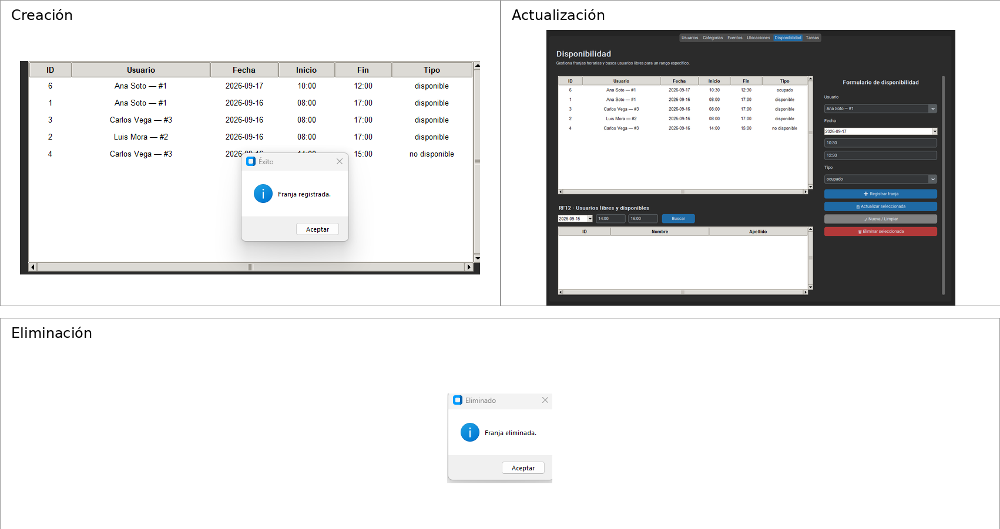 Creación
ID Usuario Fecha Inicio Fin Tipo
6 Ana Soto — #1 2026-09-17 10:00 12:00 disponible
1 Ana Soto — #1 2026-09-16 08:00 17:00 disponible
3 Carlos Vega — #3 2026-09-16 08:00 17:00 disponible
2 Luis Mora — #2 2026-09-16 08:00 17:00 disponible
4 Carlos Vega — #3 2026-09-16 14:00 15:00 no disponible
Éxito
Franja registrada.
Aceptar
Actualización
Usuarios Categorías Eventos Ubicaciones Disponibilidad Tareas
Disponibilidad
Gestiona franjas horarias y busca usuarios libres para un rango específico.
ID Usuario Fecha Inicio Fin Tipo
6 Ana Soto — #1 2026-09-17 10:30 12:30 ocupado
1 Ana Soto — #1 2026-09-16 08:00 17:00 disponible
3 Carlos Vega — #3 2026-09-16 08:00 17:00 disponible
2 Luis Mora — #2 2026-09-16 08:00 17:00 disponible
4 Carlos Vega — #3 2026-09-16 14:00 15:00 no disponible
RF12 · Usuarios libres y disponibles
2026-09-15 14:00 16:00 Buscar
ID Nombre Apellido
Formulario de disponibilidad
Usuario
Ana Soto — #1
Fecha
2026-09-17
10:30
12:30
Tipo
ocupado
Registrar franja
Actualizar seleccionada
Nueva / Limpiar
Eliminar seleccionada
Eliminación
Eliminado
Franja eliminada.
Aceptar